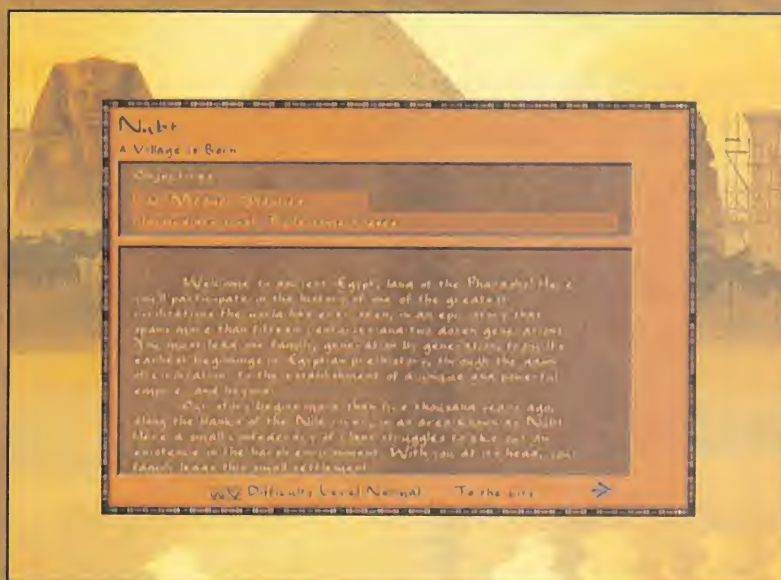 Nubt
A Village is Born
Objectives
10 Meager Shanties
Welcome to ancient Egypt, land of the Pharaohs! Here
you'll participate in the history of one of the greatest
civilizations the world has ever seen, in an epic story that
spans more than fifteen centuries and two dozen generations.
You must lead one family, generation by generation, from its
earliest beginnings in Egyptian prehistory, through the dawn
of civilization, to the establishment of a unique and powerful
empire, and beyond.
Our story begins more than five thousand years ago,
along the banks of the Nile river, in an area known as Nubt.
Here a small confederacy of clans struggles to eke out an
existence in the harsh environment. With you at its head, your
family leads this small settlement
Difficulty Level Normal To the city